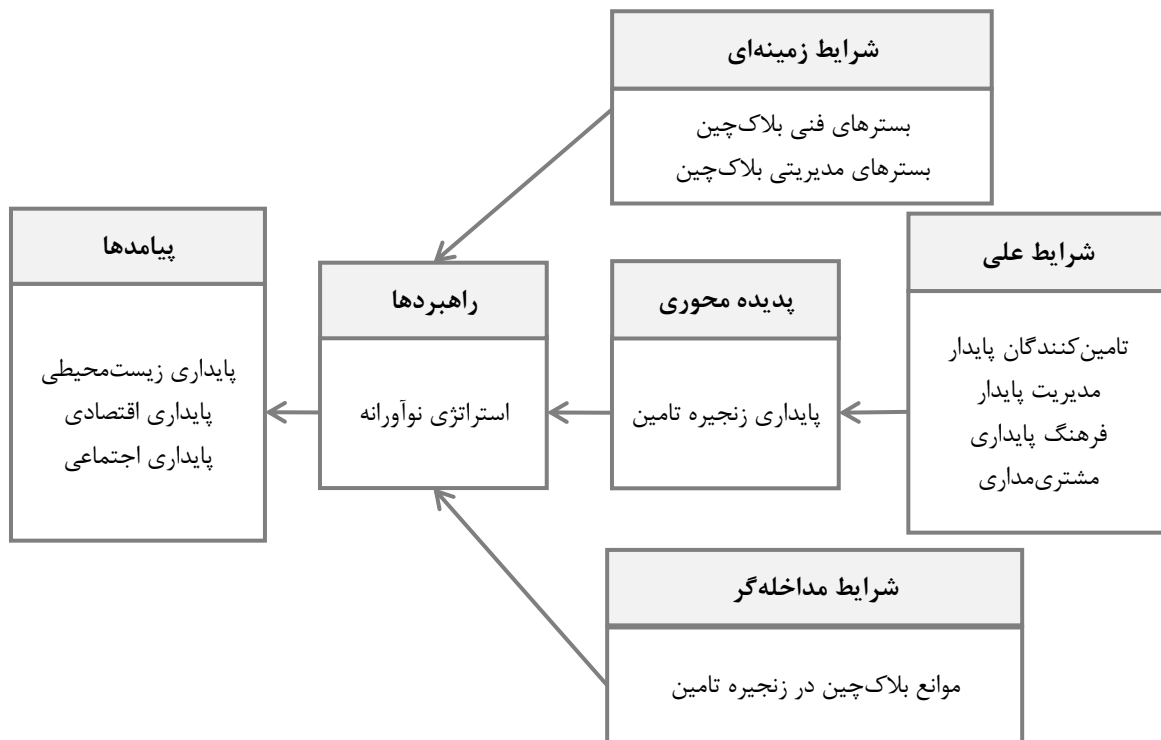 شرایط زمینه‌ای
بسترهای فنی بلاک‌چین
بسترهای مدیریتی بلاک‌چین
شرایط علی
تامین‌کنندگان پایدار
مدیریت پایدار
فرهنگ پایداری
مشتری‌مداری
پدیده محوری
پایداری زنجیره تامین
راهبردها
استراتژی نوآورانه
پیامدها
پایداری زیست‌محیطی
پایداری اقتصادی
پایداری اجتماعی
شرایط مداخله‌گر
موانع بلاک‌چین در زنجیره تامین